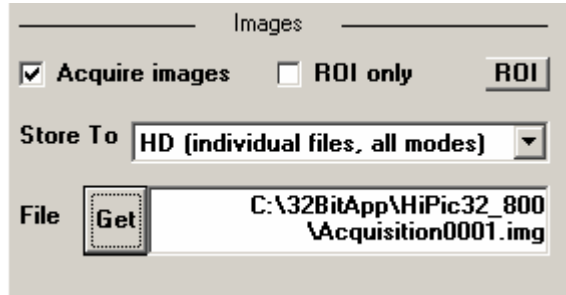 Images
Acquire images ROI only ROI
Store To HD (individual files, all modes)
File Get C:\32BitApp\HiPic32_800
\Acquisition0001.img